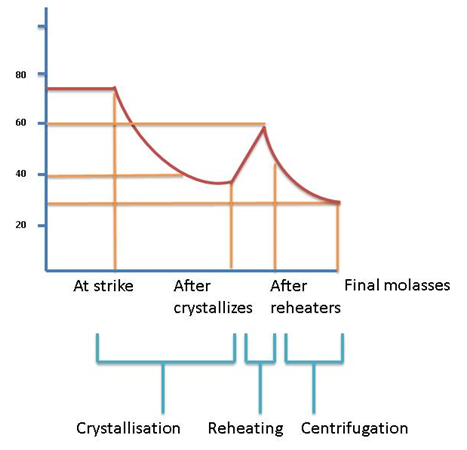 80
60
40
20
At strike
After
crystallizes
After
reheaters
Final molasses
Crystallisation
Reheating
Centrifugation